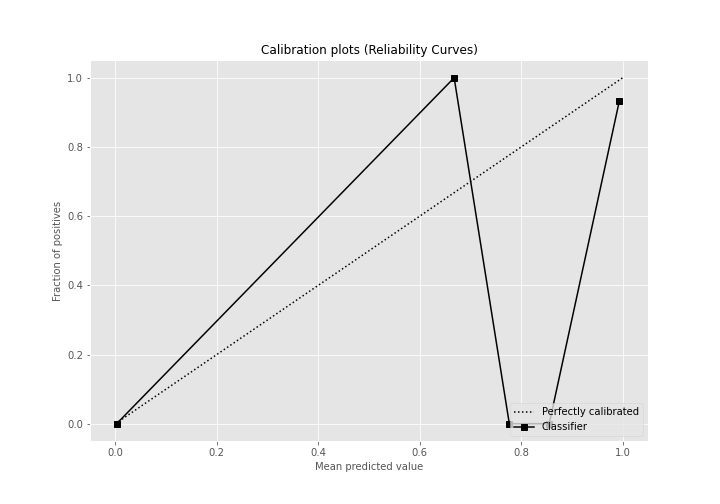 Calibration plots (Reliability Curves)
1.0
0.8
0.6
0.4
0.2
0.0
Fraction of positives
Perfectly calibrated
Classifier
0.0 0.2 0.4 0.6 0.8 1.0
Mean predicted value